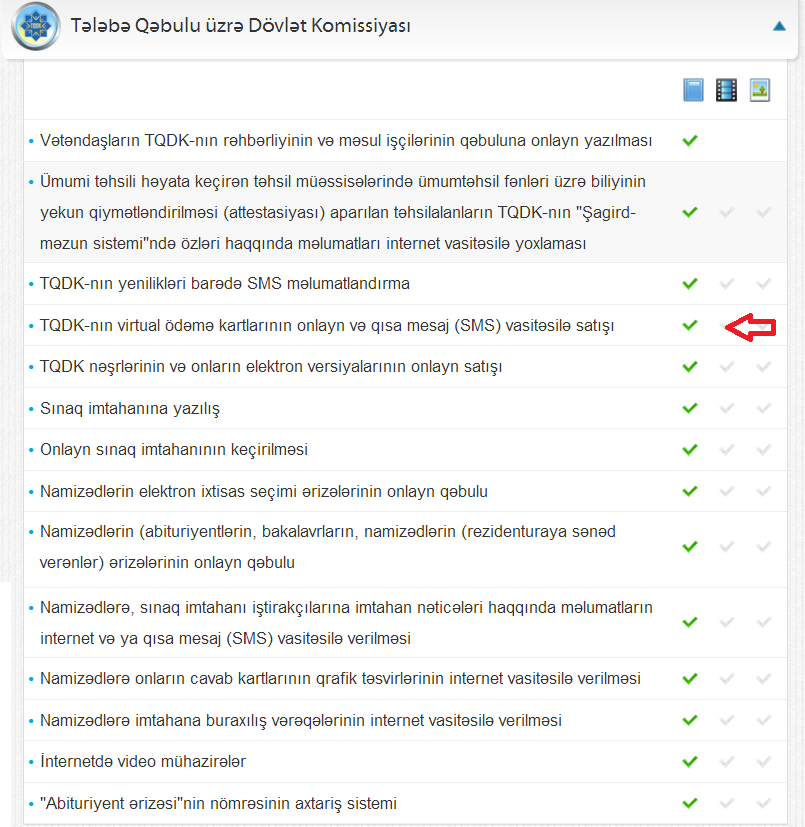 Tələbə Qəbulu üzrə Dövlət Komissiyası
Vətəndaşların TQDK-nın rəhbərliyinin və məsul işçilərinin qəbuluna onlayn yazılması
Ümumi təhsili həyata keçirən təhsil müəssisələrində ümumtəhsil fənləri üzrə biliyinin
yekun qiymətləndirilməsi (attestasiyası) aparılan təhsilalanların TQDK-nın "Şagird-
məzun sistemi"ndə özləri haqqında məlumatları internet vasitəsilə yoxlaması
TQDK-nın yenilikləri barədə SMS məlumatlandırma
TQDK-nın virtual ödəmə kartlarının onlayn və qısa mesaj (SMS) vasitəsilə satışı
TQDK nəşrlərinin və onların elektron versiyalarının onlayn satışı
Sınaq imtahanına yazılış
Onlayn sınaq imtahanının keçirilməsi
Namizədlərin elektron ixtisas seçimi ərizələrinin onlayn qəbulu
Namizədlərin (abituriyentlərin, bakalavrların, namizədlərin (rezidenturaya sənəd
verənlər) ərizələrinin onlayn qəbulu
Namizədlərə, sınaq imtahanı iştirakçılarına imtahan nəticələri haqqında məlumatların
internet və ya qısa mesaj (SMS) vasitəsilə verilməsi
Namizədlərə onların cavab kartlarının qrafik təsvirlərinin internet vasitəsilə verilməsi
Namizədlərə imtahana buraxılış vərəqələrinin internet vasitəsilə verilməsi
İnternetdə video mühazirələr
"Abituriyent ərizəsi"nin nömrəsinin axtarış sistemi